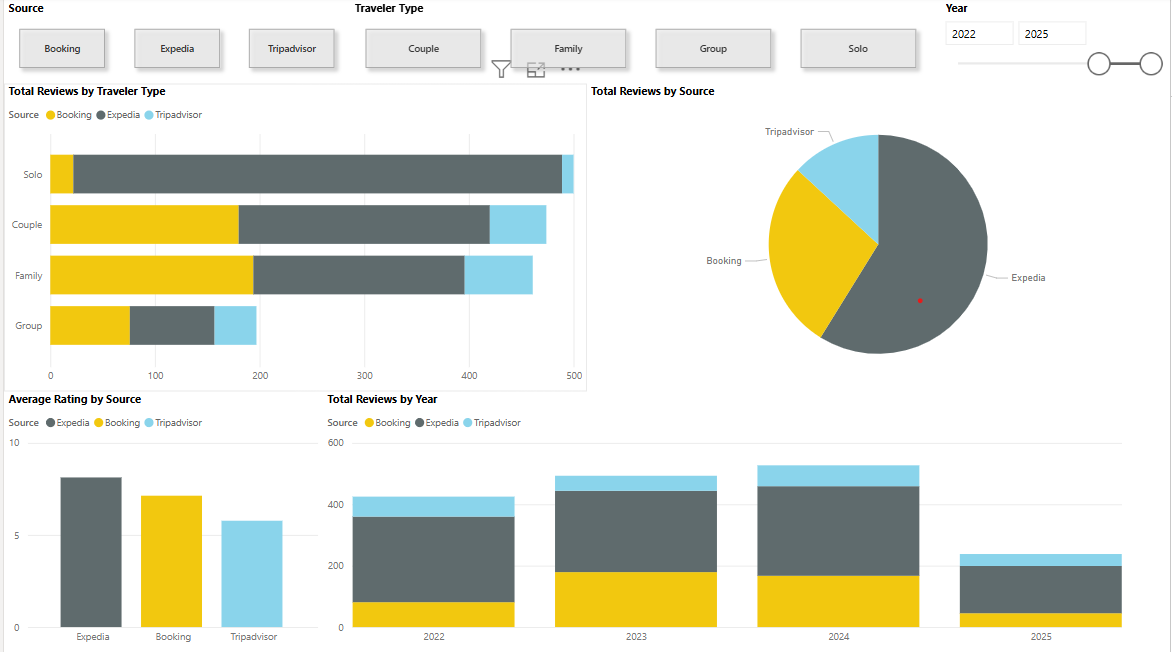 Source
Traveler Type
Year
Booking
Expedia
Tripadvisor
Couple
Family
Group
Solo
2022
2025
Total Reviews by Traveler Type
Source Booking Expedia Tripadvisor
Solo
Couple
Family
Group
0 100 200 300 400 500
Total Reviews by Source
Tripadvisor
Booking
Expedia
Average Rating by Source
Source Expedia Booking Tripadvisor
10
5
0
Expedia Booking Tripadvisor
Total Reviews by Year
Source Booking Expedia Tripadvisor
600
400
200
0
2022 2023 2024 2025